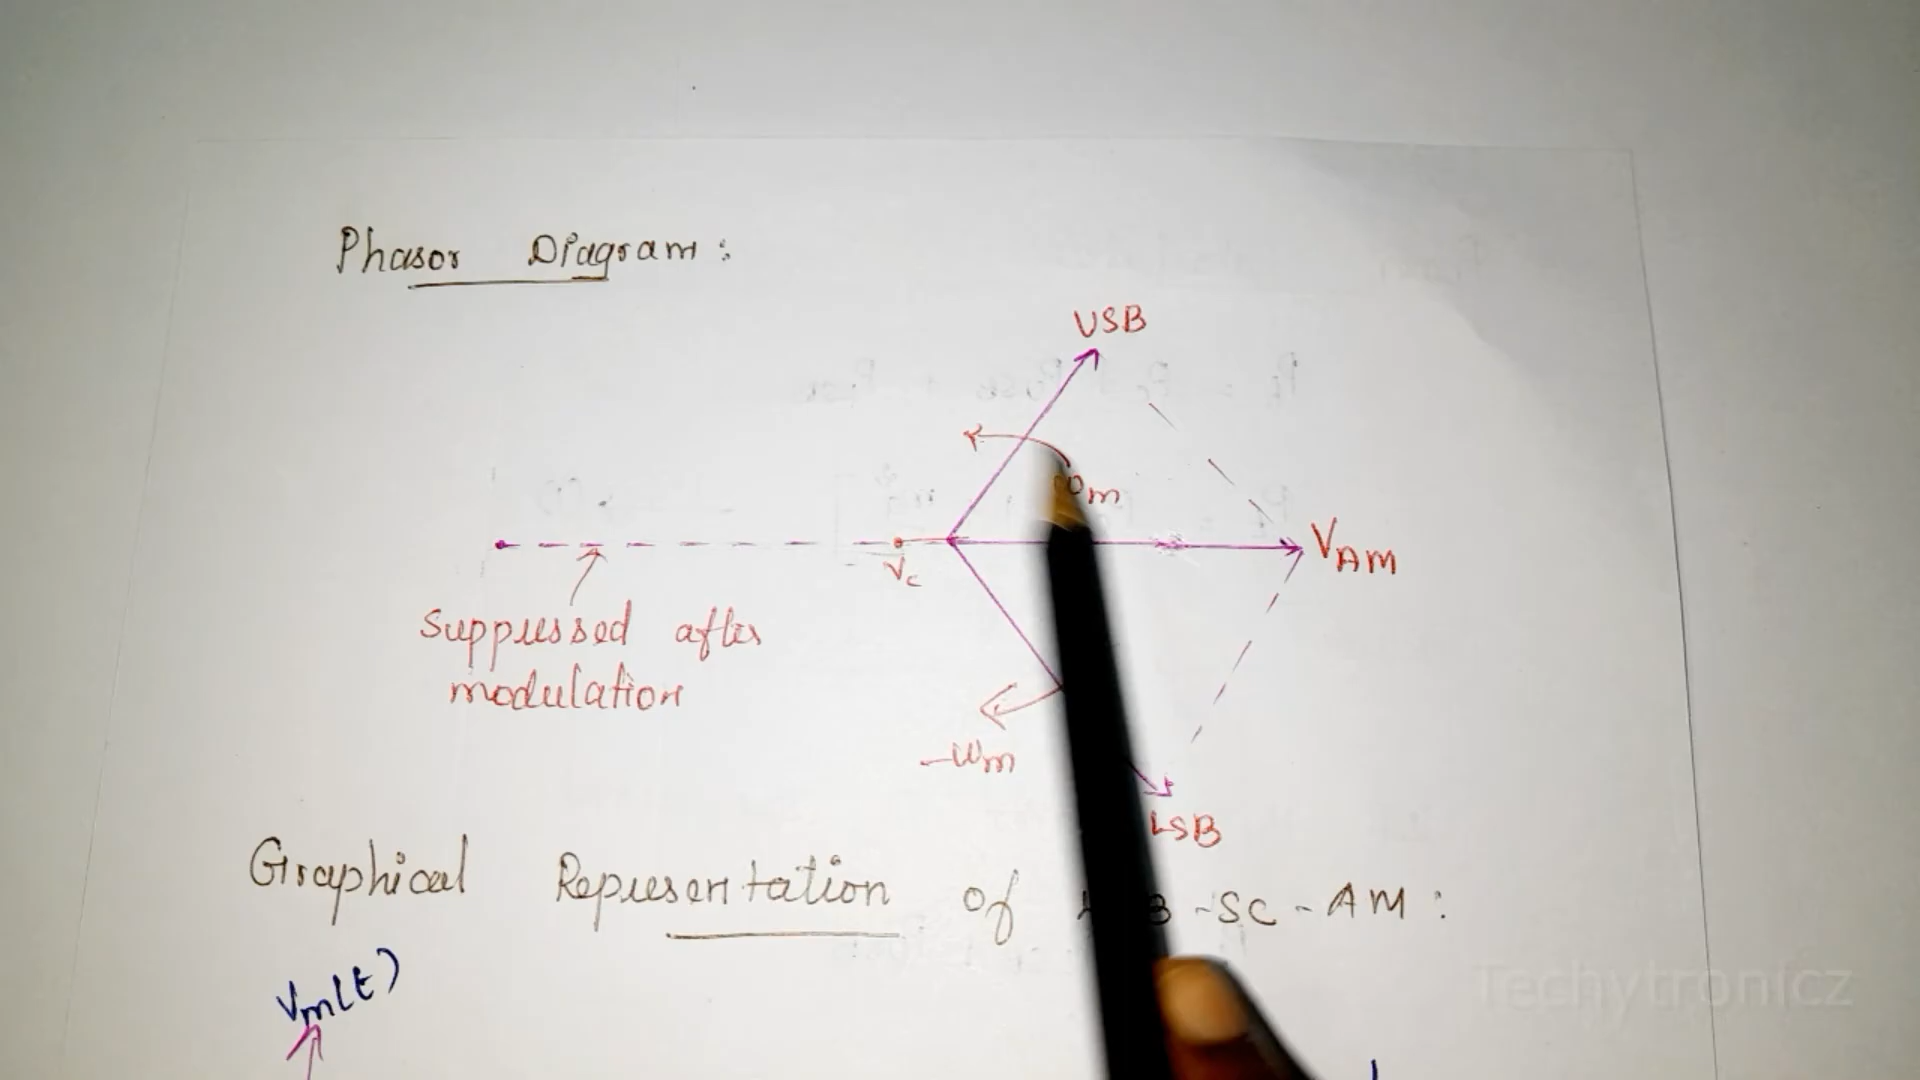 Phasor Diagram:
USB
ωm
VAM
Vc
suppressed after
modulation
-ωm
LSB
Graphical Representation of -SC-AM:
Vm(t)
Techytronicz